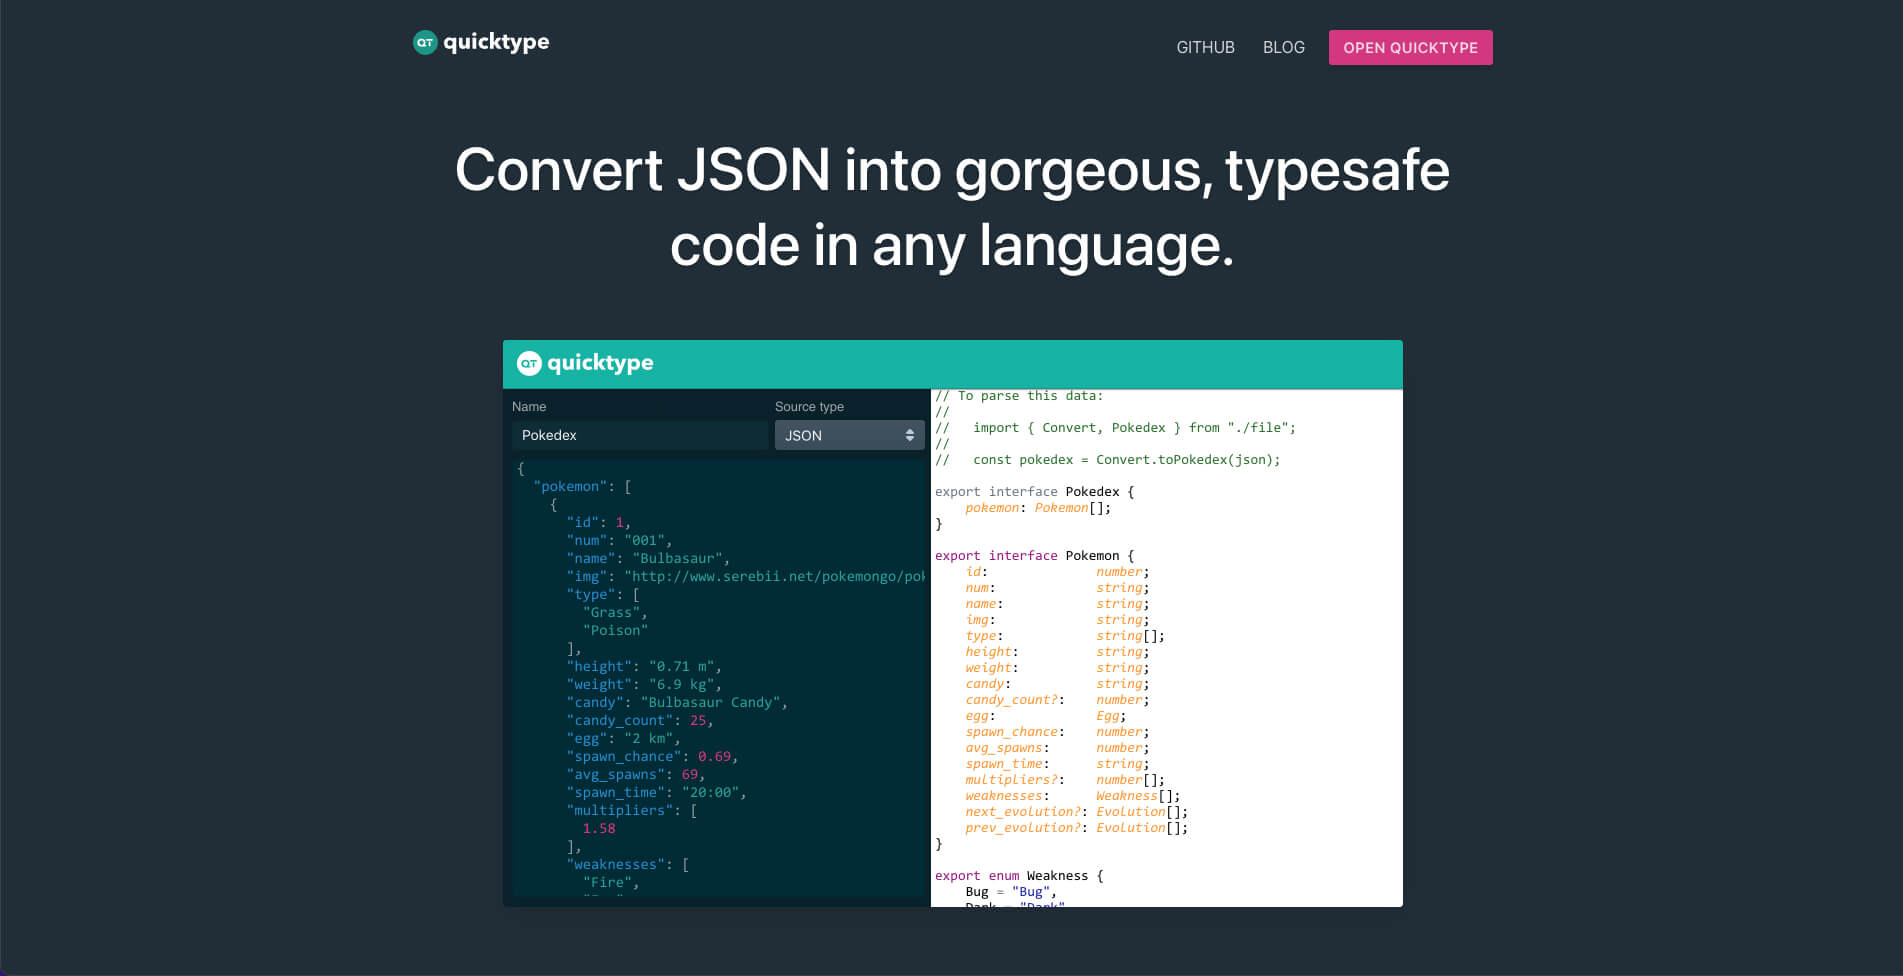 QT quicktype
GITHUB BLOG OPEN QUICKTYPE
Convert JSON into gorgeous, typesafe
code in any language.
QT quicktype
Name
Source type
Pokedex
JSON
{
"pokemon": [
{
"id": 1,
"num": "001",
"name": "Bulbasaur",
"img": "http://www.serebii.net/pokemongo/po
"type": [
"Grass",
"Poison"
],
"height": "0.71 m",
"weight": "6.9 kg",
"candy": "Bulbasaur Candy",
"candy_count": 25,
"egg": "2 km",
"spawn_chance": 0.69,
"avg_spawns": 69,
"spawn_time": "20:00",
"multipliers": [
1.58
],
"weaknesses": [
"Fire",
// To parse this data:
//
//   import { Convert, Pokedex } from "./file";
//
//   const pokedex = Convert.toPokedex(json);
export interface Pokedex {
pokemon: Pokemon[];
}
export interface Pokemon {
id: number;
num: string;
name: string;
img: string;
type: string[];
height: string;
weight: string;
candy: string;
candy_count?: number;
egg: Egg;
spawn_chance: number;
avg_spawns: number;
spawn_time: string;
multipliers?: number[];
weaknesses: Weakness[];
next_evolution?: Evolution[];
prev_evolution?: Evolution[];
}
export enum Weakness {
Bug = "Bug",
Dark = "Dark"